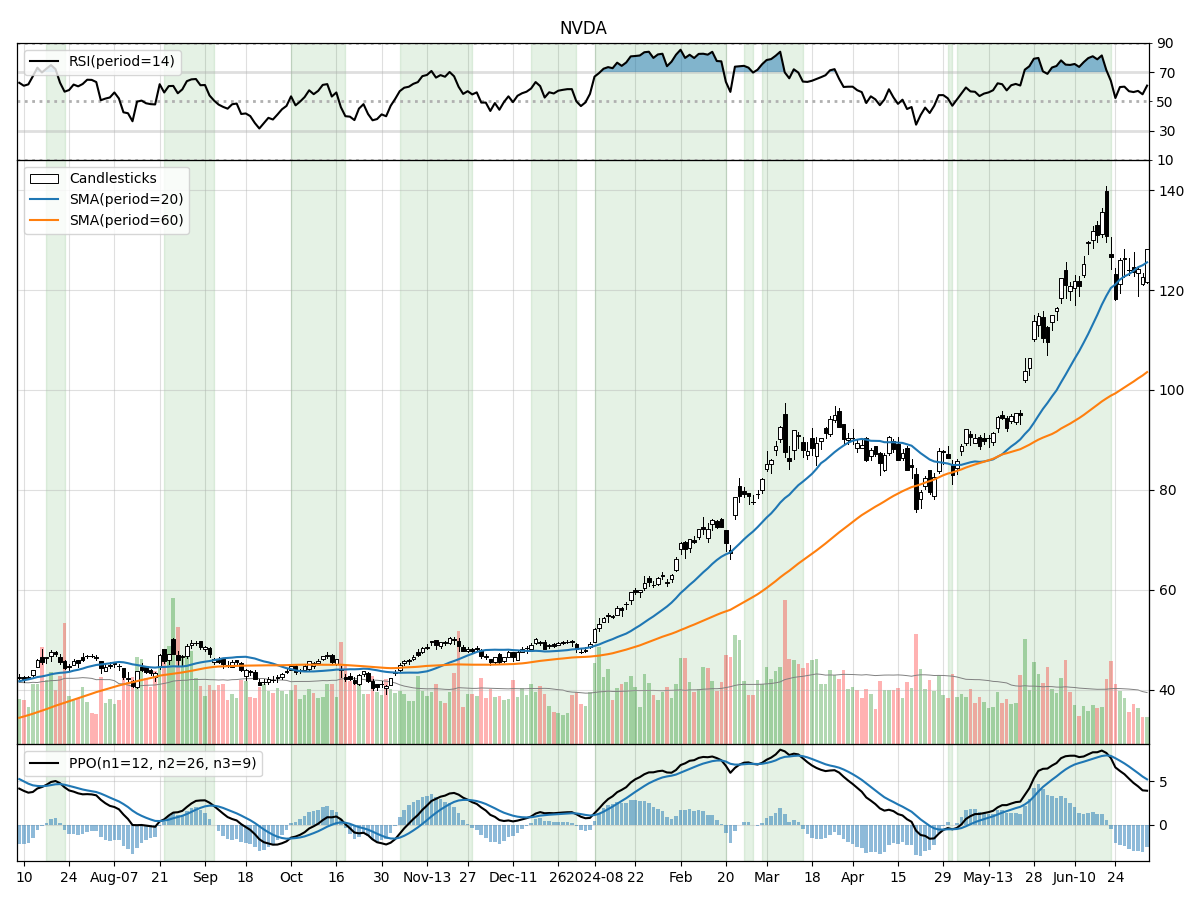 NVDA
RSI(period=14)
90
70
50
30
10
Candlesticks
SMA(period=20)
SMA(period=60)
140
120
100
80
60
40
PPO(n1=12, n2=26, n3=9)
5
0
10 24 Aug-07 21 Sep 18 Oct 16 30 Nov-13 27 Dec-11 26 2024-08 22 Feb 20 Mar 18 Apr 15 29 May-13 28 Jun-10 24